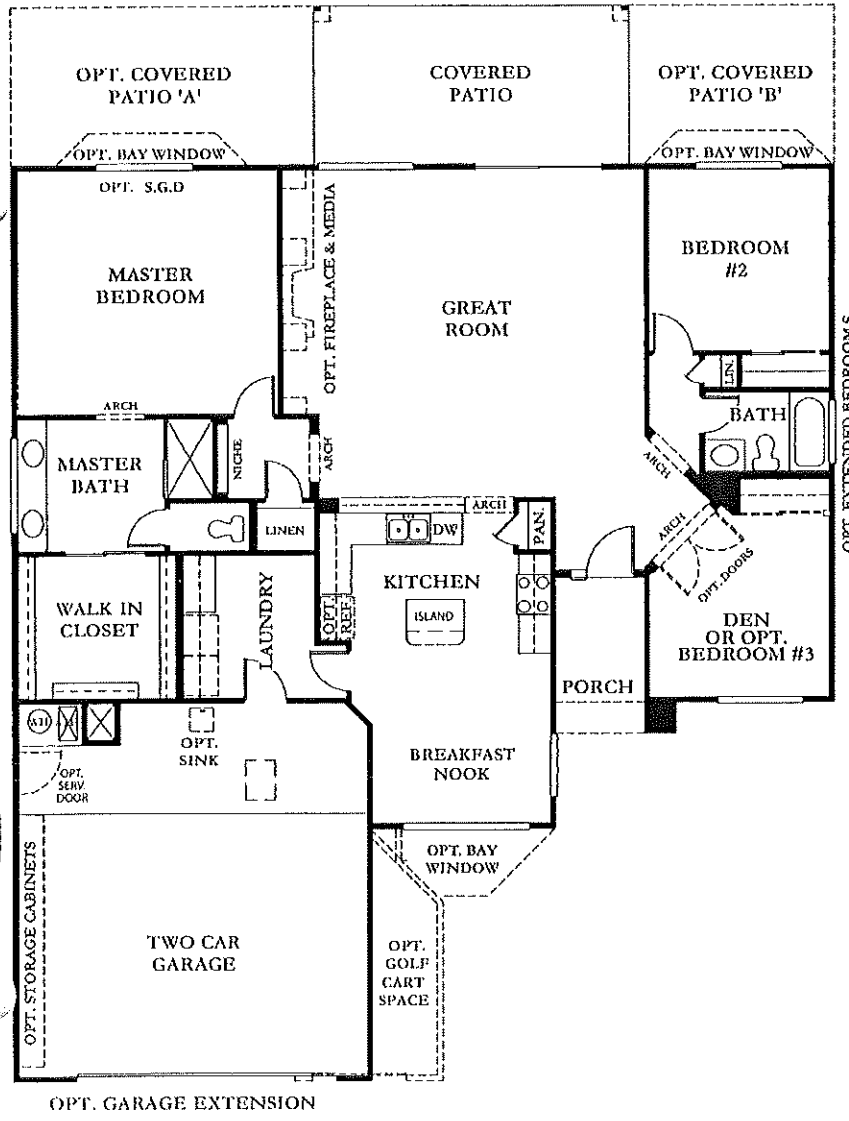 OPT. COVERED
PATIO 'A'
COVERED
PATIO
OPT. COVERED
PATIO 'B'
OPT. BAY WINDOW
OPT. BAY WINDOW
OPT. S.G.D
MASTER
BEDROOM
OPT. FIREPLACE & MEDIA
GREAT
ROOM
BEDROOM
#2
LIN.
BATH
ARCH
MASTER
BATH
NICHE
ARCH
ARCH
LINEN
DW
ARCH
PAN.
ARCH
OPT. DOORS
OPT. EXTENDED BEDROOMS
WALK IN
CLOSET
LAUNDRY
OPT.
REF.
KITCHEN
ISLAND
DEN
OR OPT.
BEDROOM #3
PORCH
WH
OPT.
SINK
OPT.
SERV.
DOOR
BREAKFAST
NOOK
OPT. BAY
WINDOW
OPT. STORAGE CABINETS
TWO CAR
GARAGE
OPT.
GOLF
CART
SPACE
OPT. GARAGE EXTENSION